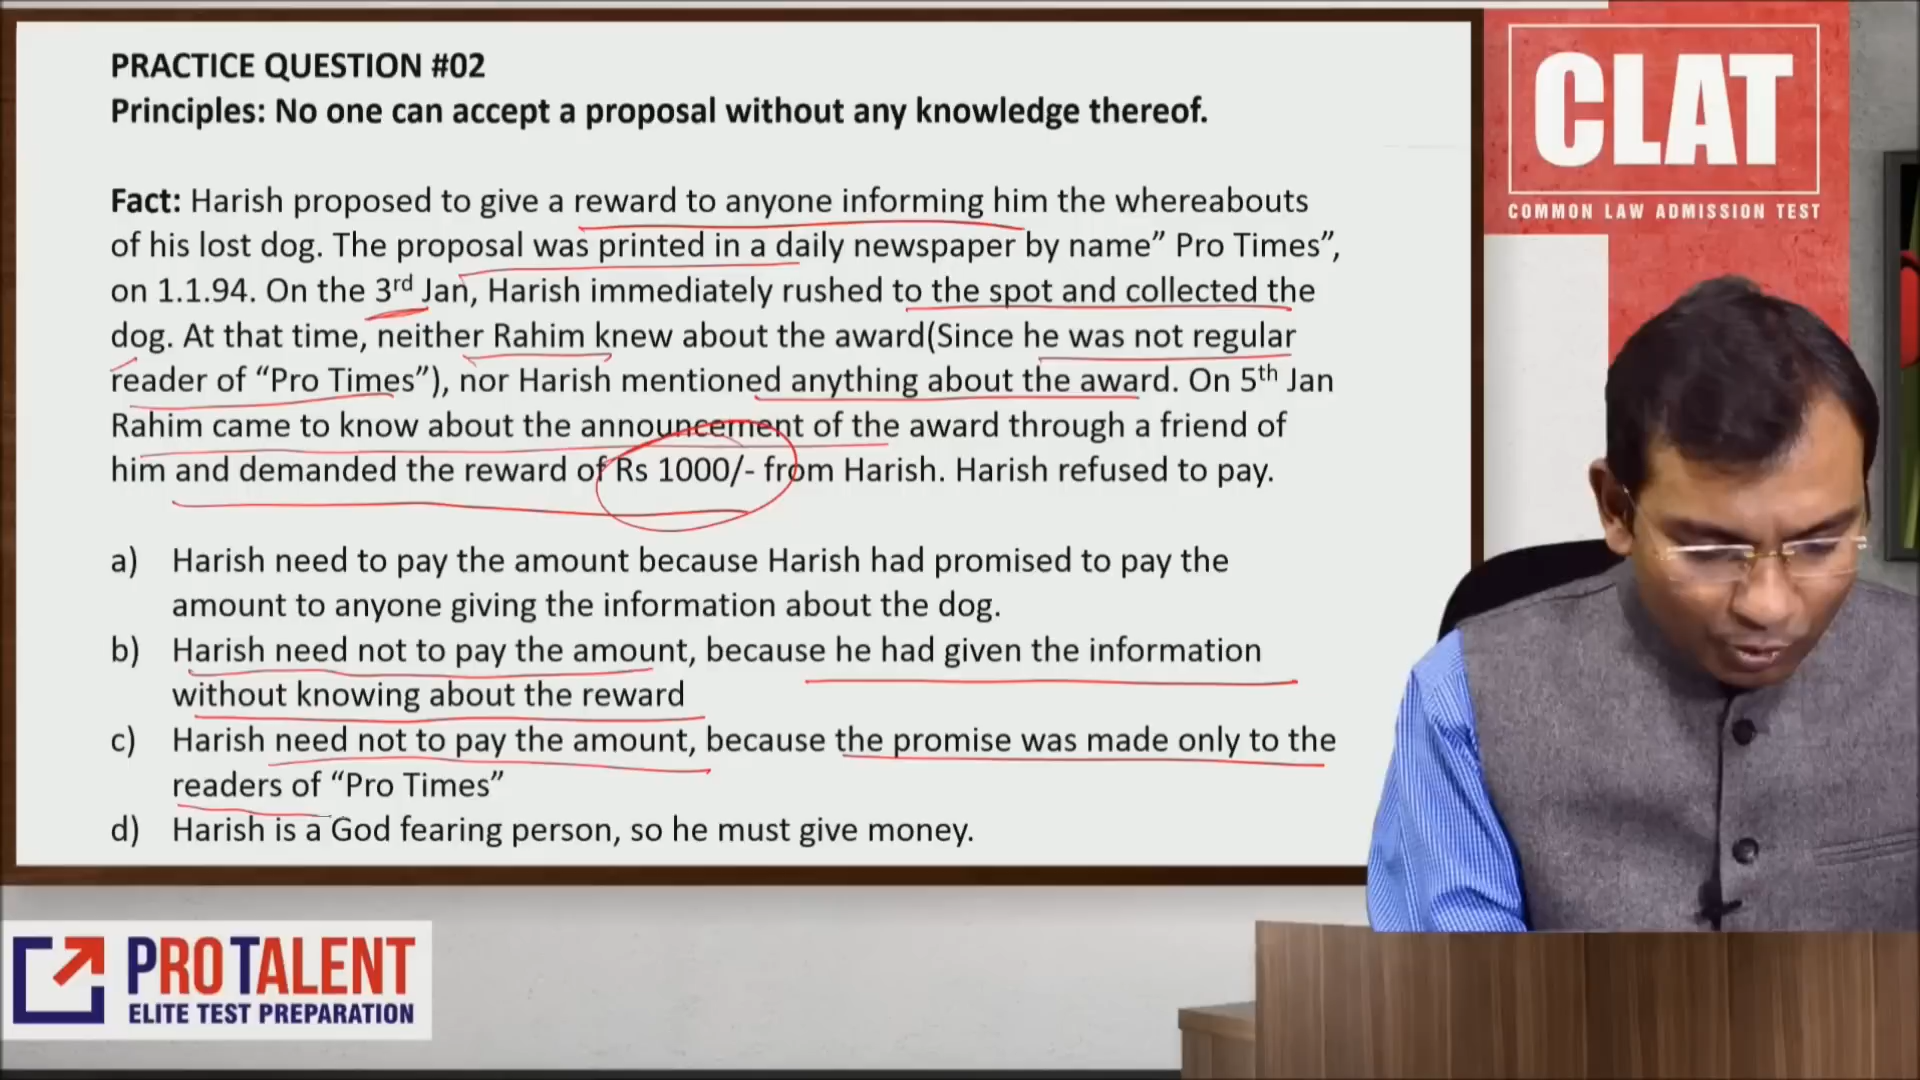 PRACTICE QUESTION #02
Principles: No one can accept a proposal without any knowledge thereof.
Fact: Harish proposed to give a reward to anyone informing him the whereabouts
of his lost dog. The proposal was printed in a daily newspaper by name” Pro Times”,
on 1.1.94. On the 3rd Jan, Harish immediately rushed to the spot and collected the
dog. At that time, neither Rahim knew about the award(Since he was not regular
reader of “Pro Times”), nor Harish mentioned anything about the award. On 5th Jan
Rahim came to know about the announcement of the award through a friend of
him and demanded the reward of Rs 1000/- from Harish. Harish refused to pay.
a) Harish need to pay the amount because Harish had promised to pay the
amount to anyone giving the information about the dog.
b) Harish need not to pay the amount, because he had given the information
without knowing about the reward
c) Harish need not to pay the amount, because the promise was made only to the
readers of “Pro Times”
d) Harish is a God fearing person, so he must give money.
CLAT
COMMON LAW ADMISSION TEST
PROTALENT
ELITE TEST PREPARATION